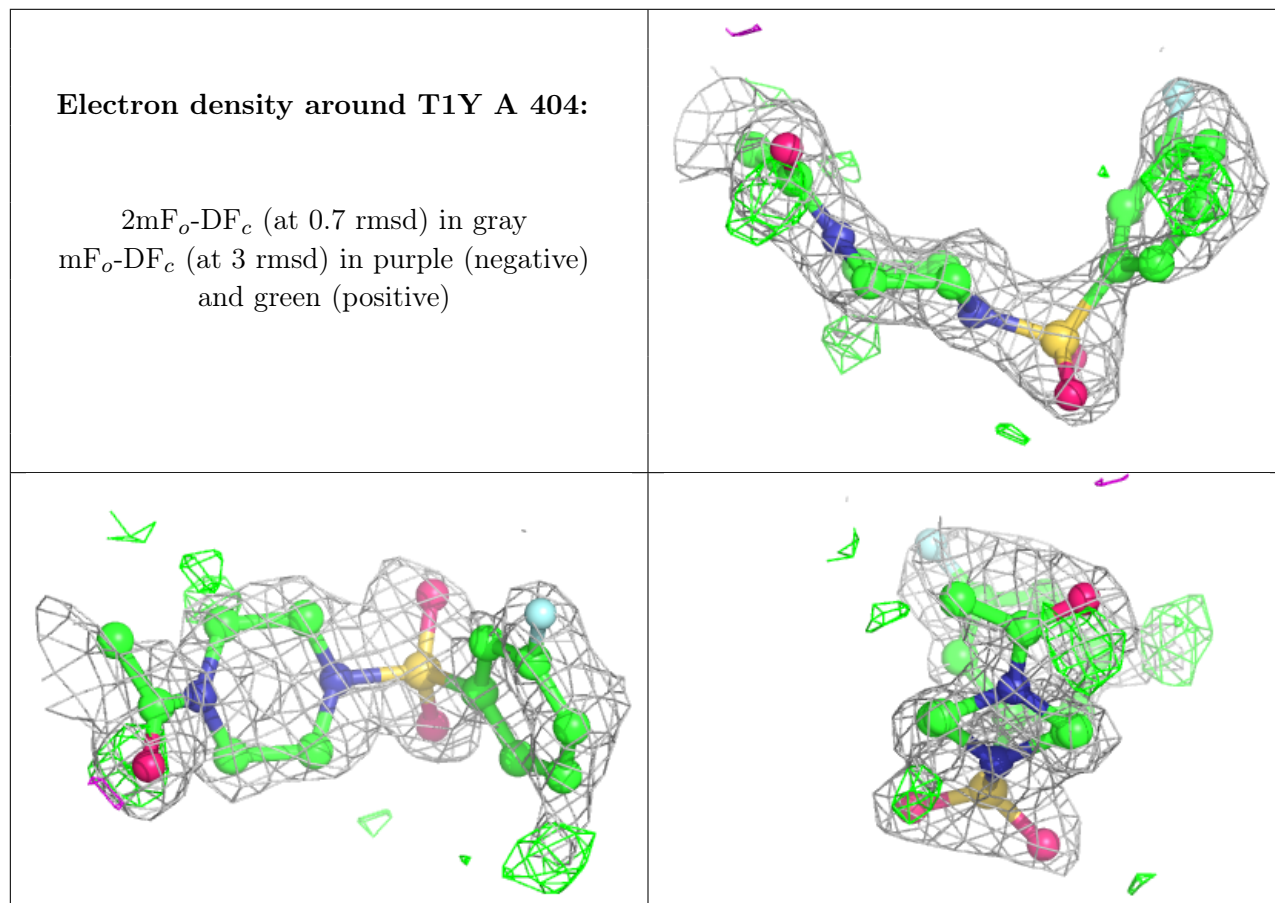 Electron density around T1Y A 404:
2mFo-DFc (at 0.7 rmsd) in gray
mFo-DFc (at 3 rmsd) in purple (negative)
and green (positive)